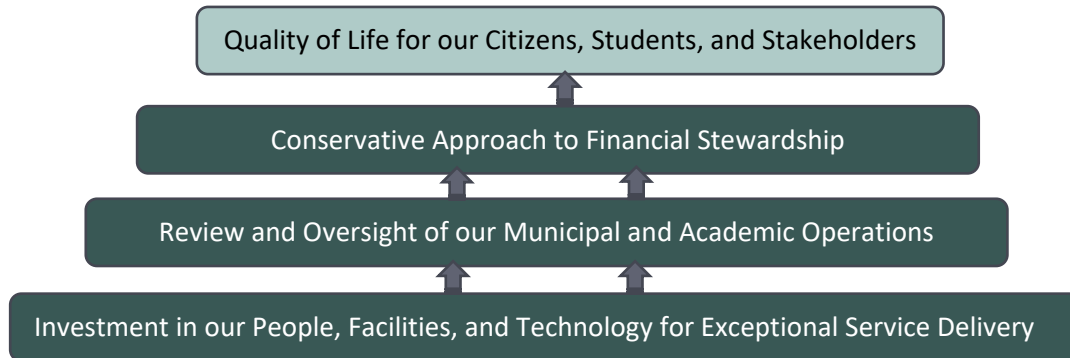 Quality of Life for our Citizens, Students, and Stakeholders
Conservative Approach to Financial Stewardship
Review and Oversight of our Municipal and Academic Operations
Investment in our People, Facilities, and Technology for Exceptional Service Delivery